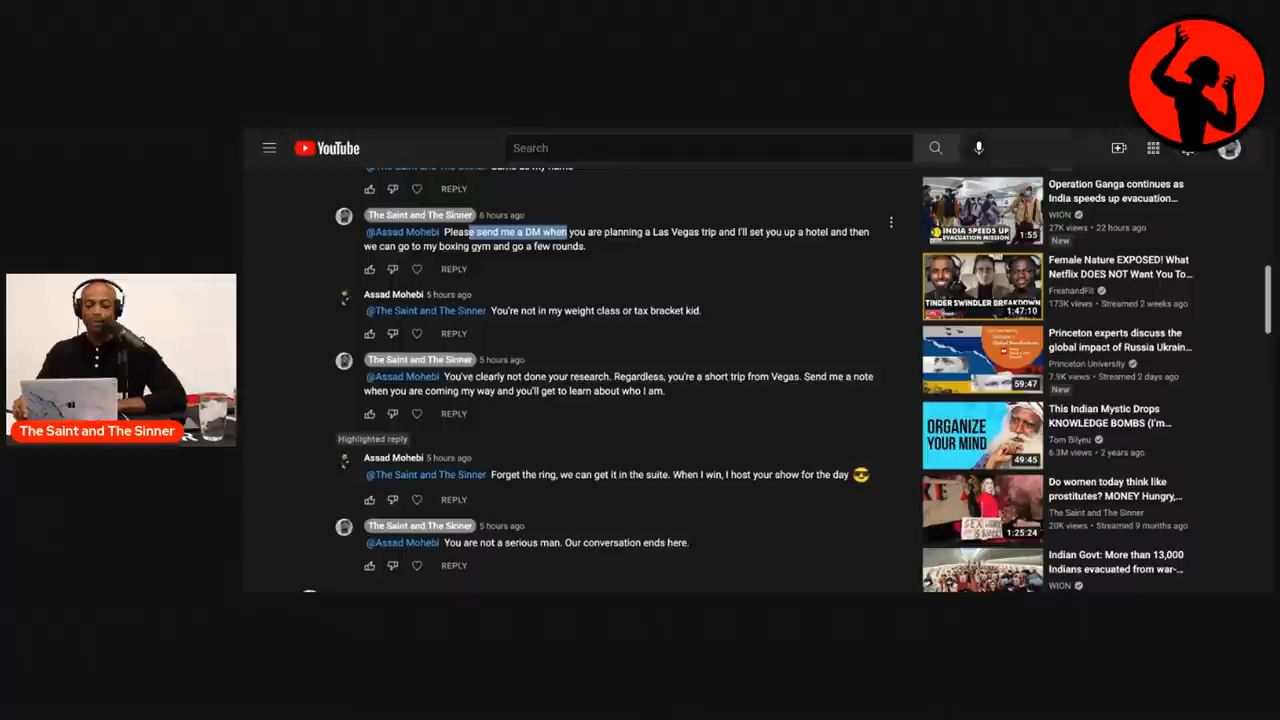 YouTube
Search
REPLY
The Saint and The Sinner 6 hours ago
@Assad Mohebi Please send me a DM when you are planning a Las Vegas trip and I'll set you up a hotel and then
we can go to my boxing gym and go a few rounds.
REPLY
Assad Mohebi 5 hours ago
@The Saint and The Sinner You're not in my weight class or tax bracket kid.
REPLY
The Saint and The Sinner 5 hours ago
@Assad Mohebi You've clearly not done your research. Regardless, you're a short trip from Vegas. Send me a note
when you are coming my way and you'll get to learn about who I am.
REPLY
Highlighted reply
Assad Mohebi 5 hours ago
@The Saint and The Sinner Forget the ring, we can get it in the suite. When I win, I host your show for the day 😎
REPLY
The Saint and The Sinner 5 hours ago
@Assad Mohebi You are not a serious man. Our conversation ends here.
REPLY
The Saint and The Sinner
INDIA SPEEDS UP
EVACUATION MISSION
1:55
Operation Ganga continues as
India speeds up evacuation...
WION
27K views • 22 hours ago
New
TINDER SWINDLER BREAKDOWN
1:47:10
Female Nature EXPOSED! What
Netflix DOES NOT Want You To...
FreshandFit
173K views • Streamed 2 weeks ago
59:47
Princeton experts discuss the
global impact of Russia Ukrain...
Princeton University
7.9K views • Streamed 2 days ago
New
ORGANIZE
YOUR MIND
49:45
This Indian Mystic Drops
KNOWLEDGE BOMBS (I'm...
Tom Bilyeu
6.3M views • 2 years ago
1:25:24
Do women today think like
prostitutes? MONEY Hungry,...
The Saint and The Sinner
20K views • Streamed 9 months ago
Indian Govt: More than 13,000
Indians evacuated from war-...
WION